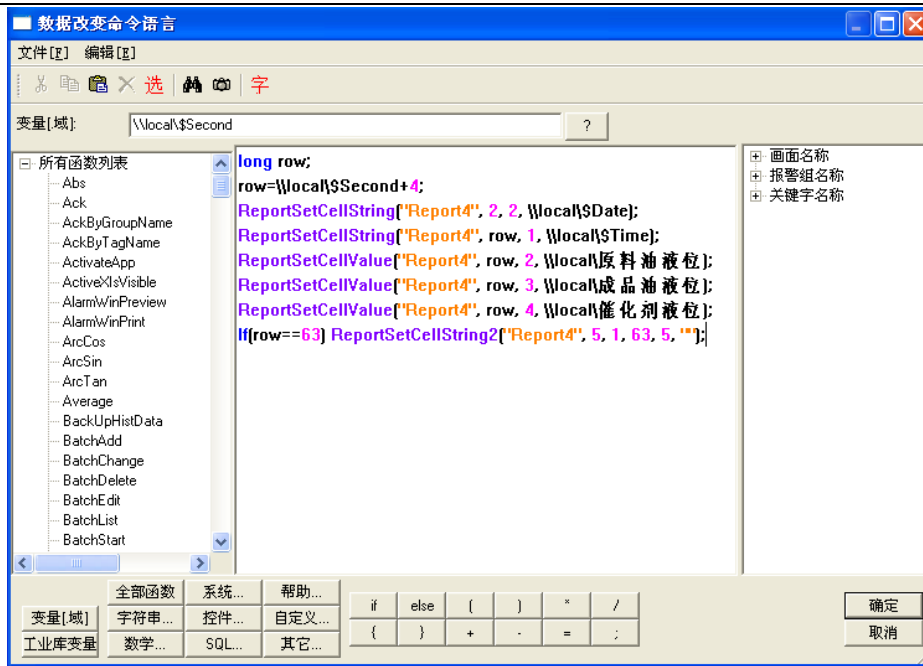 数据改变命令语言
文件[F] 编辑[E]
选 字
变量[.域]: \\local\$Second ?
所有函数列表
Abs
Ack
AckByGroupName
AckByTagName
ActivateApp
ActiveXIsVisible
AlarmWinPreview
AlarmWinPrint
ArcCos
ArcSin
ArcTan
Average
BackUpHistData
BatchAdd
BatchChange
BatchDelete
BatchEdit
BatchList
BatchStart
long row;
row=\\local\$Second+4;
ReportSetCellString("Report4", 2, 2, \\local\$Date);
ReportSetCellString("Report4", row, 1, \\local\$Time);
ReportSetCellValue("Report4", row, 2, \\local\原料油液位);
ReportSetCellValue("Report4", row, 3, \\local\成品油液位);
ReportSetCellValue("Report4", row, 4, \\local\催化剂液位);
If(row==63) ReportSetCellString2("Report4", 5, 1, 63, 5, "");
画面名称
报警组名称
关键字名称
全部函数 系统... 帮助...
变量[.域] 字符串... 控件... 自定义...
工业库变量 数学... SQL... 其它...
if else ( ) * /
{ } + - = ;
确定
取消